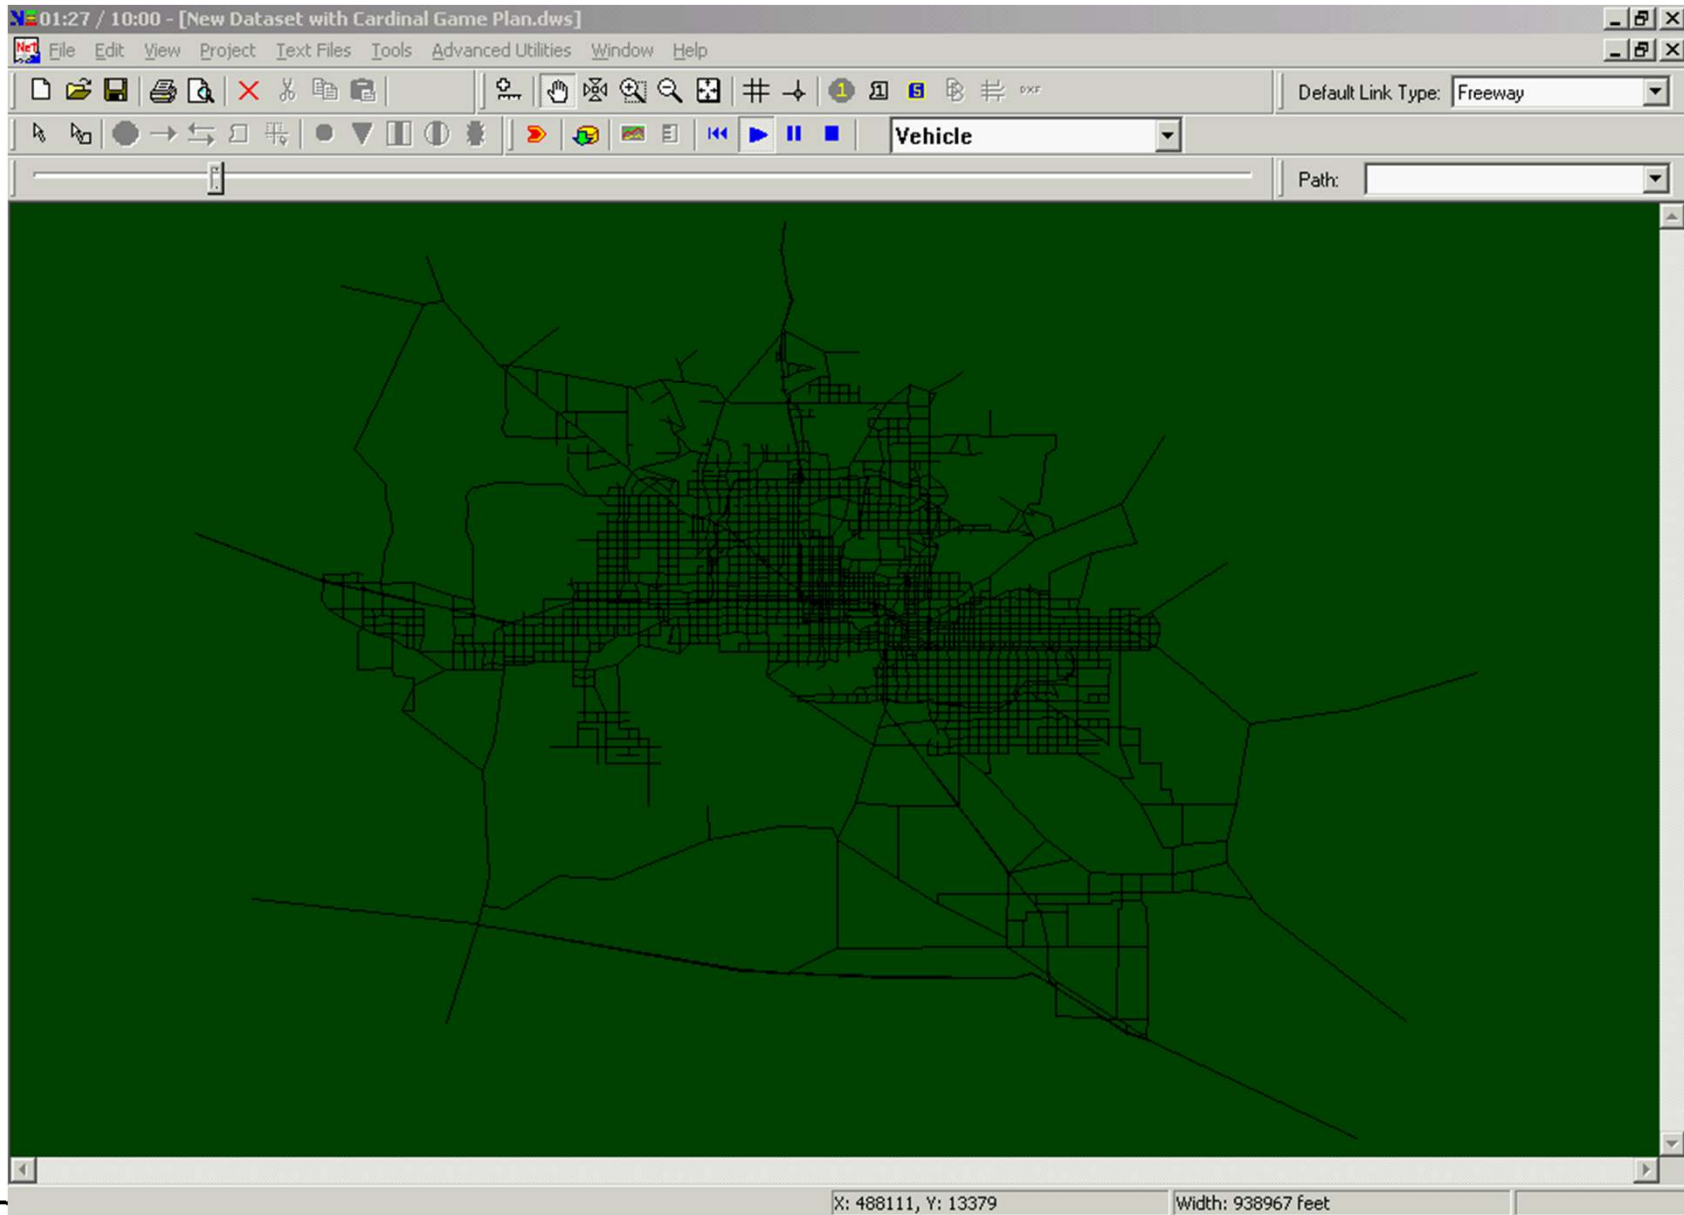 01:27 / 10:00 - [New Dataset with Cardinal Game Plan.dws]
File Edit View Project Text Files Tools Advanced Utilities Window Help
Default Link Type: Freeway
Vehicle
Path:
X: 488111, Y: 13379 Width: 938967 feet